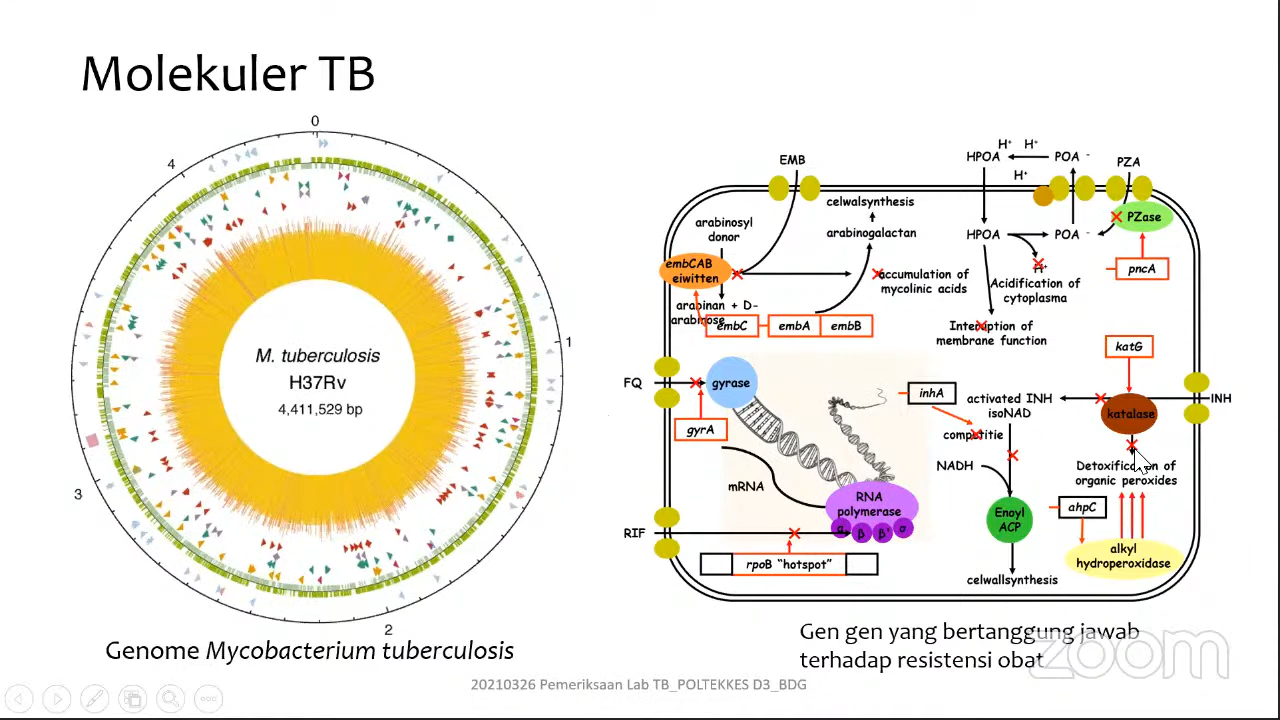 Molekuler TB
0
1
2
3
4
M. tuberculosis
H37Rv
4,411,529 bp
Genome Mycobacterium tuberculosis
EMB
celwalsynthesis
arabinogalactan
arabinosyl
donor
embCAB
eiwitten
accumulation of
mycolinic acids
arabinan + D-
arabinose
embC
embA
embB
H⁺ H⁺
HPOA
POA -
H⁺
PZA
PZase
HPOA
POA -
pncA
H⁺
Acidification of
cytoplasma
Interuption of
membrane function
FQ
gyrase
gyrA
mRNA
RNA
polymerase
α β β' σ
RIF
rpoB "hotspot"
katG
inhA
activated INH
isoNAD
INH
katalase
competitie
NADH
Detoxification of
organic peroxides
Enoyl
ACP
ahpC
alkyl
hydroperoxidase
celwallsynthesis
Gen gen yang bertanggung jawab
terhadap resistensi obat
zoom
20210326 Pemeriksaan Lab TB_POLTEKKES D3_BDG